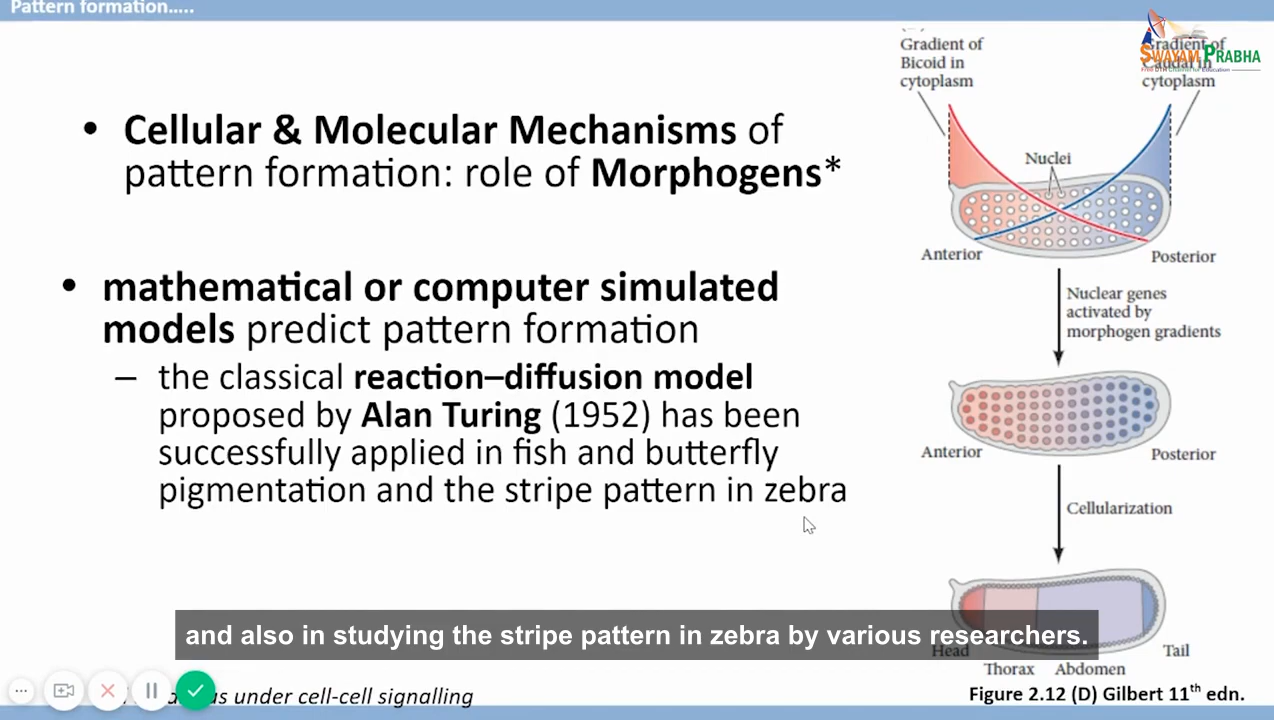 Pattern formation.....
• Cellular & Molecular Mechanisms of
pattern formation: role of Morphogens*
• mathematical or computer simulated
models predict pattern formation
– the classical reaction–diffusion model
proposed by Alan Turing (1952) has been
successfully applied in fish and butterfly
pigmentation and the stripe pattern in zebra
Gradient of
Bicoid in
cytoplasm
Gradient of
Caudal in
cytoplasm
SWAYAM PRABHA
Nuclei
Anterior
Posterior
Nuclear genes
activated by
morphogen gradients
Anterior
Posterior
Cellularization
Head
Thorax
Abdomen
Tail
Figure 2.12 (D) Gilbert 11th edn.
and also in studying the stripe pattern in zebra by various researchers.
under cell-cell signalling